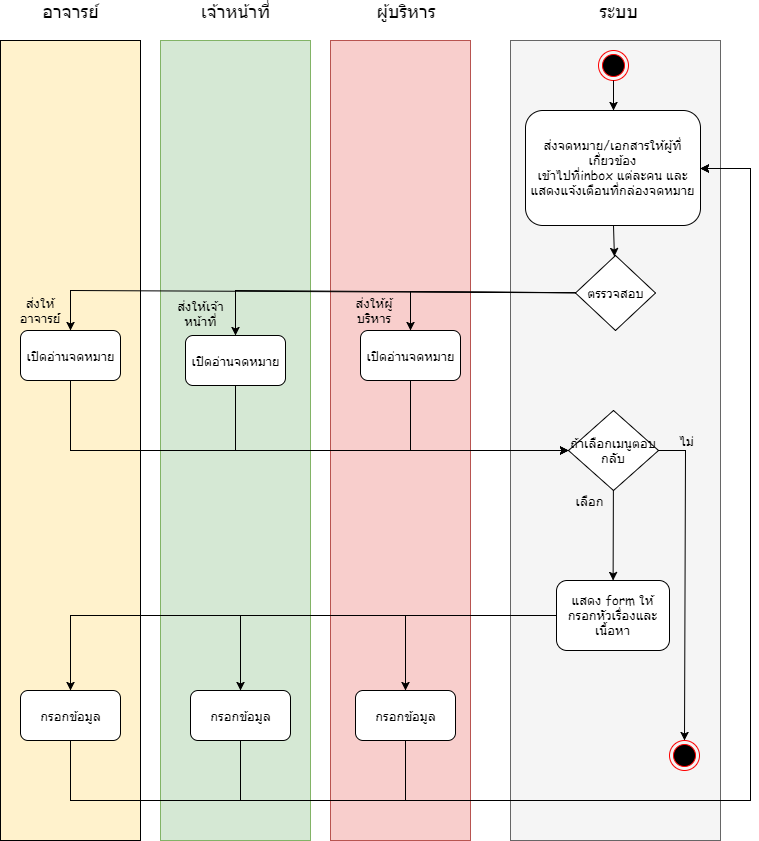 อาจารย์
เจ้าหน้าที่
ผู้บริหาร
ระบบ
ส่งจดหมาย/เอกสารให้ผู้ที่
เกี่ยวข้อง
เข้าไปที่inbox แต่ละคน และ
แสดงแจ้งเตือนที่กล่องจดหมาย
ตรรวจสอบ
ส่งให้
อาจารย์
ส่งให้เจ้า
หน้าที่
ส่งให้ผู้
บริหาร
เปิดอ่านจดหมาย
เปิดอ่านจดหมาย
เปิดอ่านจดหมาย
ถ้าเลือกเมนูตอบ
กลับ
ไม่
เลือก
แสดง form ให้
กรอกหัวเรื่องและ
เนื้อหา
กรอกข้อมูล
กรอกข้อมูล
กรอกข้อมูล